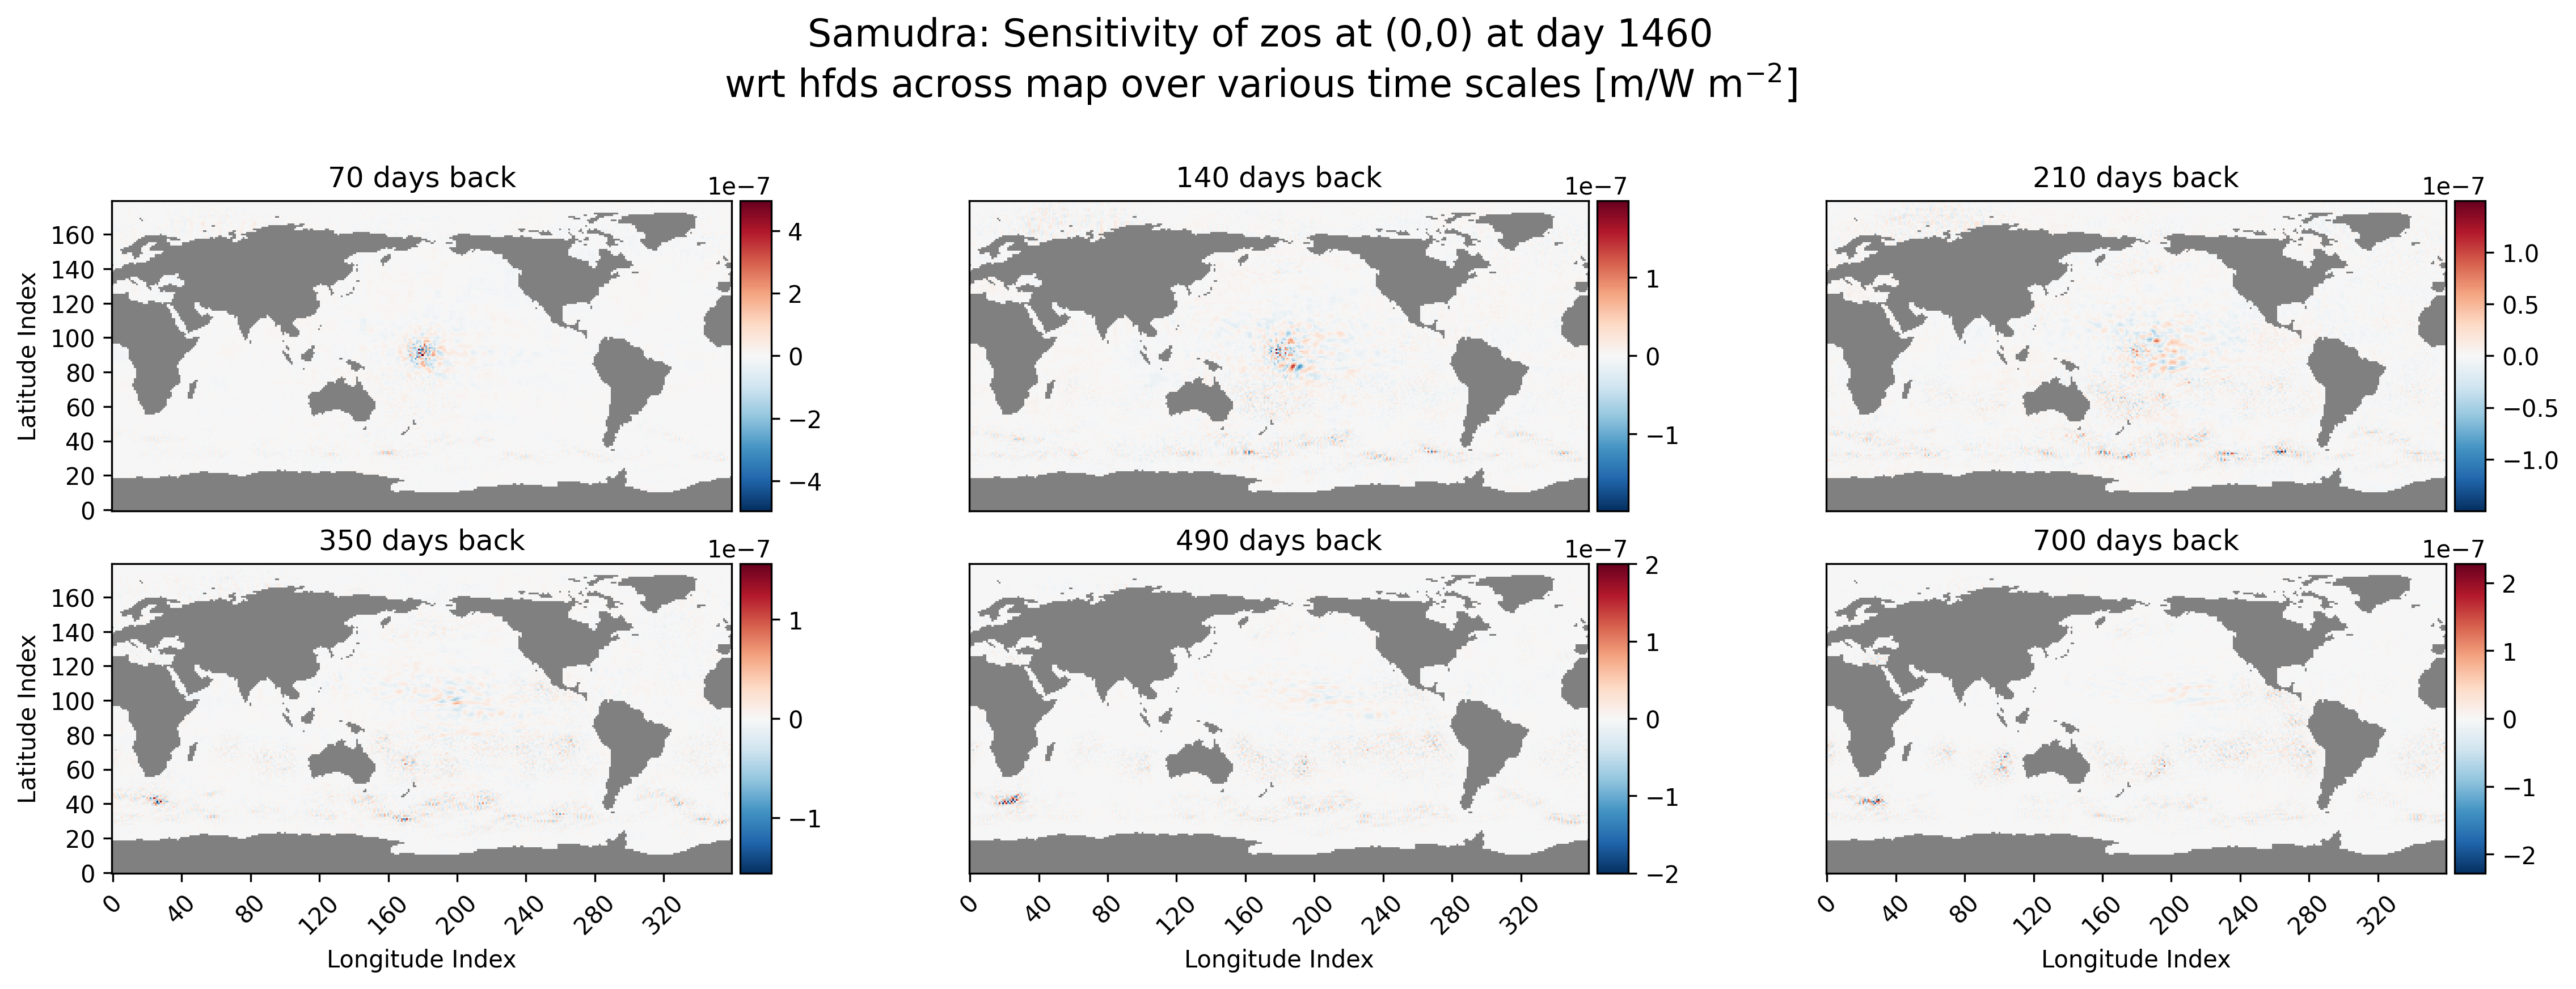 Samudra: Sensitivity of zos at (0,0) at day 1460
wrt hfds across map over various time scales [m/W m⁻²]
70 days back
1e−7
140 days back
1e−7
210 days back
1e−7
Latitude Index
160
140
120
100
80
60
40
20
0
4
2
0
−2
−4
1
0
−1
1.0
0.5
0.0
−0.5
−1.0
350 days back
1e−7
490 days back
1e−7
700 days back
1e−7
Latitude Index
160
140
120
100
80
60
40
20
0
1
0
−1
2
1
0
−1
−2
2
1
0
−1
−2
0 40 80 120 160 200 240 280 320
0 40 80 120 160 200 240 280 320
0 40 80 120 160 200 240 280 320
Longitude Index
Longitude Index
Longitude Index